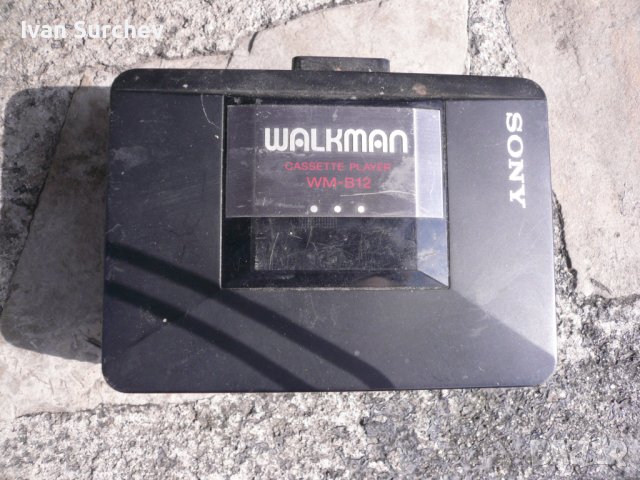 Ivan Surchev
WALKMAN
CASSETTE PLAYER
WM-B12
SONY